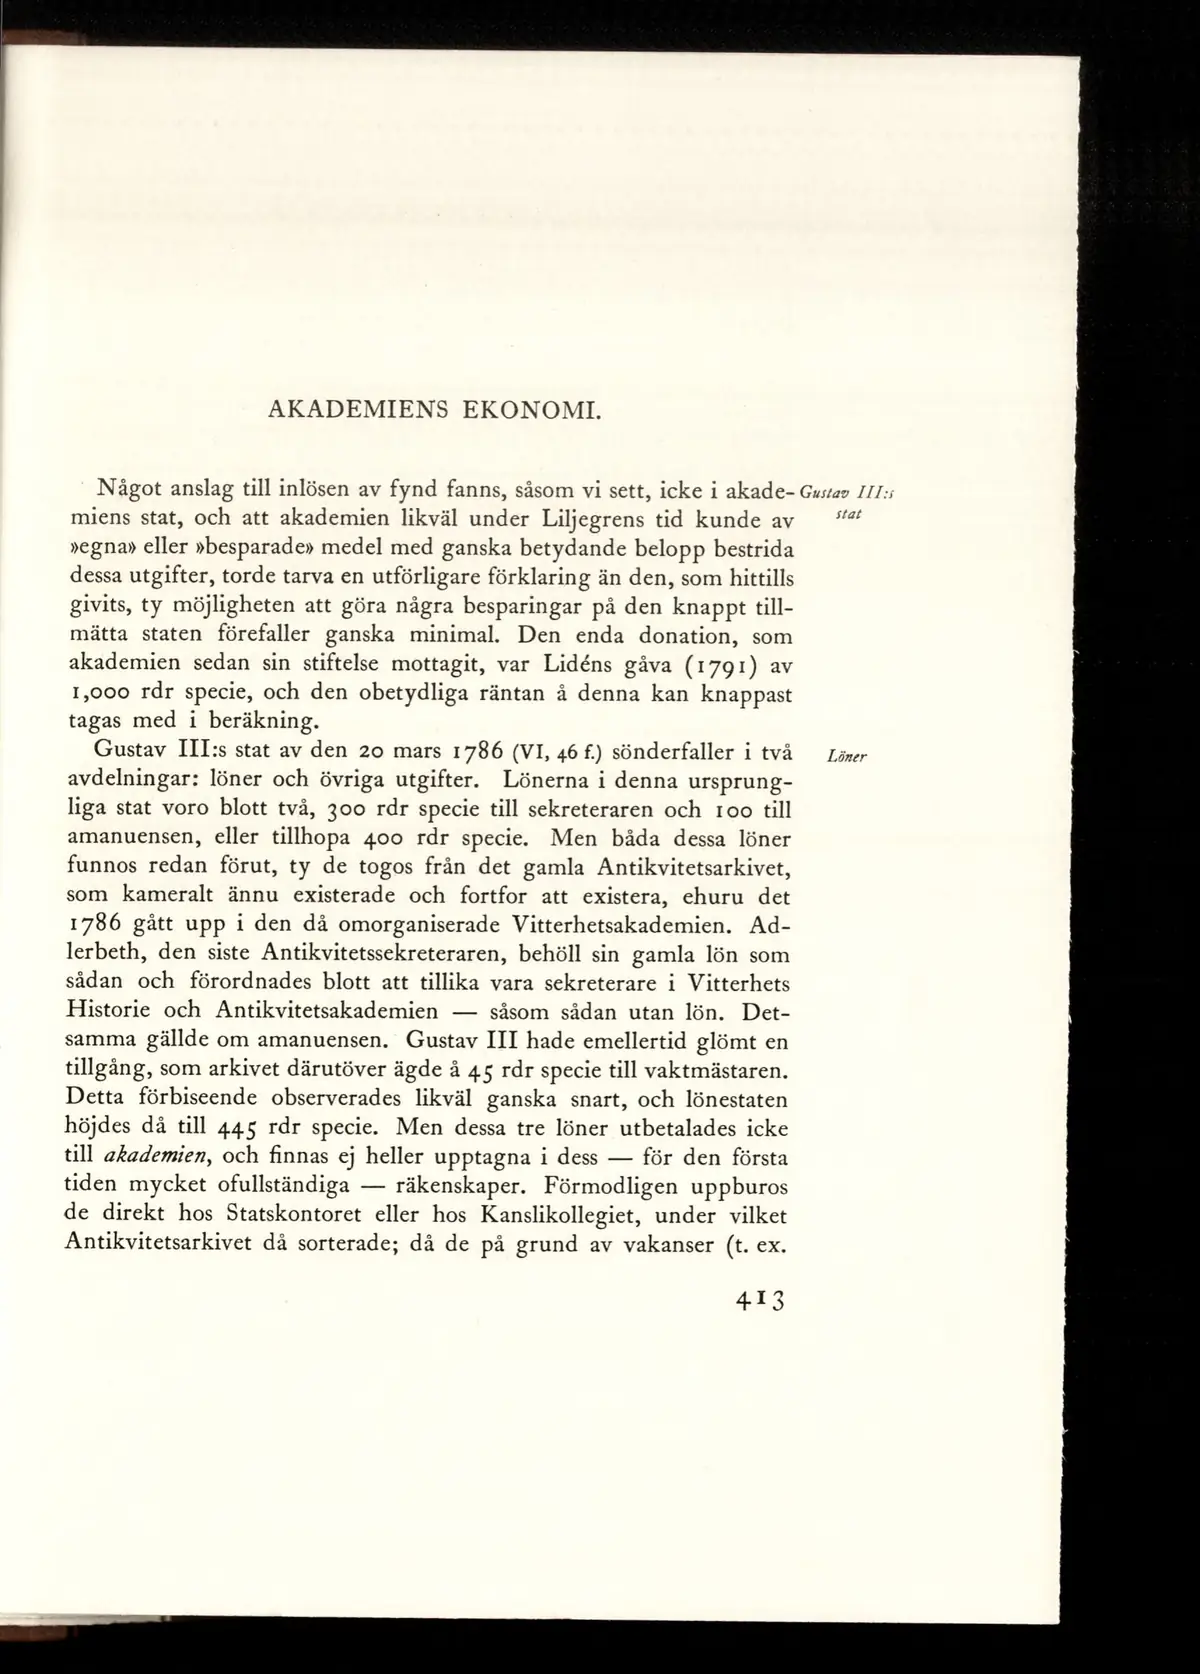 AKADEMIENS EKONOMI.
Något anslag till inlösen av fynd fanns, såsom vi sett, icke i akade-
Gustav III:s
miens stat, och att akademien likväl under Liljegrens tid kunde av
stat
»egna» eller »besparade» medel med ganska betydande belopp bestrida
dessa utgifter, torde tarva en utförligare förklaring än den, som hittills
givits, ty möjligheten att göra några besparingar på den knappt till-
mätta staten förefaller ganska minimal. Den enda donation, som
akademien sedan sin stiftelse mottagit, var Lidéns gåva (1791) av
1,000 rdr specie, och den obetydliga räntan å denna kan knappast
tagas med i beräkning.
Gustav III:s stat av den 20 mars 1786 (VI, 46 f.) sönderfaller i två
Löner
avdelningar: löner och övriga utgifter. Lönerna i denna ursprung-
liga stat voro blott två, 300 rdr specie till sekreteraren och 100 till
amanuensen, eller tillhopa 400 rdr specie. Men båda dessa löner
funnos redan förut, ty de togos från det gamla Antikvitetsarkivet,
som kameralt ännu existerade och fortfor att existera, ehuru det
1786 gått upp i den då omorganiserade Vitterhetsakademien. Ad-
lerbeth, den siste Antikvitetssekreteraren, behöll sin gamla lön som
sådan och förordnades blott att tillika vara sekreterare i Vitterhets
Historie och Antikvitetsakademien — såsom sådan utan lön. Det-
samma gällde om amanuensen. Gustav III hade emellertid glömt en
tillgång, som arkivet därutöver ägde å 45 rdr specie till vaktmästaren.
Detta förbiseende observerades likväl ganska snart, och lönestaten
höjdes då till 445 rdr specie. Men dessa tre löner utbetalades icke
till akademien, och finnas ej heller upptagna i dess — för den första
tiden mycket ofullständiga — räkenskaper. Förmodligen uppburos
de direkt hos Statskontoret eller hos Kanslikollegiet, under vilket
Antikvitetsarkivet då sorterade; då de på grund av vakanser (t. ex.
413